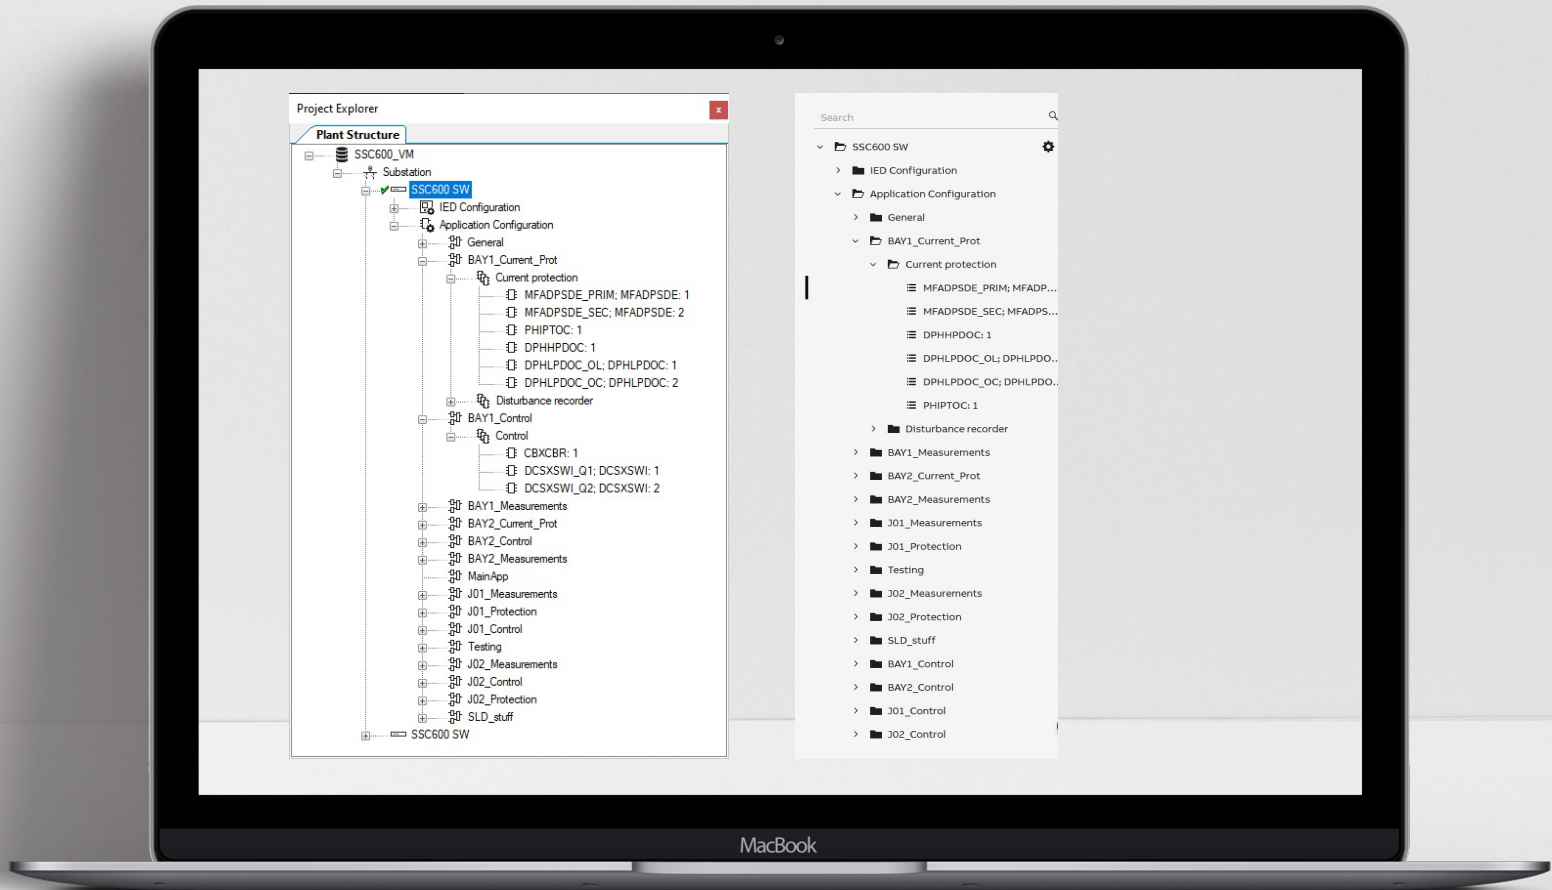 Project Explorer
x
Plant Structure
SSC600_VM
Substation
SSC600 SW
IED Configuration
Application Configuration
General
BAY1_Current_Prot
Current protection
MFADPSDE_PRIM; MFADPSDE: 1
MFADPSDE_SEC; MFADPSDE: 2
PHIPTOC: 1
DPHHPDOC: 1
DPHLPDOC_OL; DPHLPDOC: 1
DPHLPDOC_OC; DPHLPDOC: 2
Disturbance recorder
BAY1_Control
Control
CBXCBR: 1
DCSXSWI_Q1; DCSXSWI: 1
DCSXSWI_Q2; DCSXSWI: 2
BAY1_Measurements
BAY2_Current_Prot
BAY2_Control
BAY2_Measurements
MainApp
J01_Measurements
J01_Protection
J01_Control
Testing
J02_Measurements
J02_Control
J02_Protection
SLD_stuff
SSC600 SW
Search
SSC600 SW
IED Configuration
Application Configuration
General
BAY1_Current_Prot
Current protection
MFADPSDE_PRIM; MFADP...
MFADPSDE_SEC; MFADPS...
DPHHPDOC: 1
DPHLPDOC_OL; DPHLPDO...
DPHLPDOC_OC; DPHLPDO...
PHIPTOC: 1
Disturbance recorder
BAY1_Measurements
BAY2_Current_Prot
BAY2_Measurements
J01_Measurements
J01_Protection
Testing
J02_Measurements
J02_Protection
SLD_stuff
BAY1_Control
BAY2_Control
J01_Control
J02_Control
MacBook